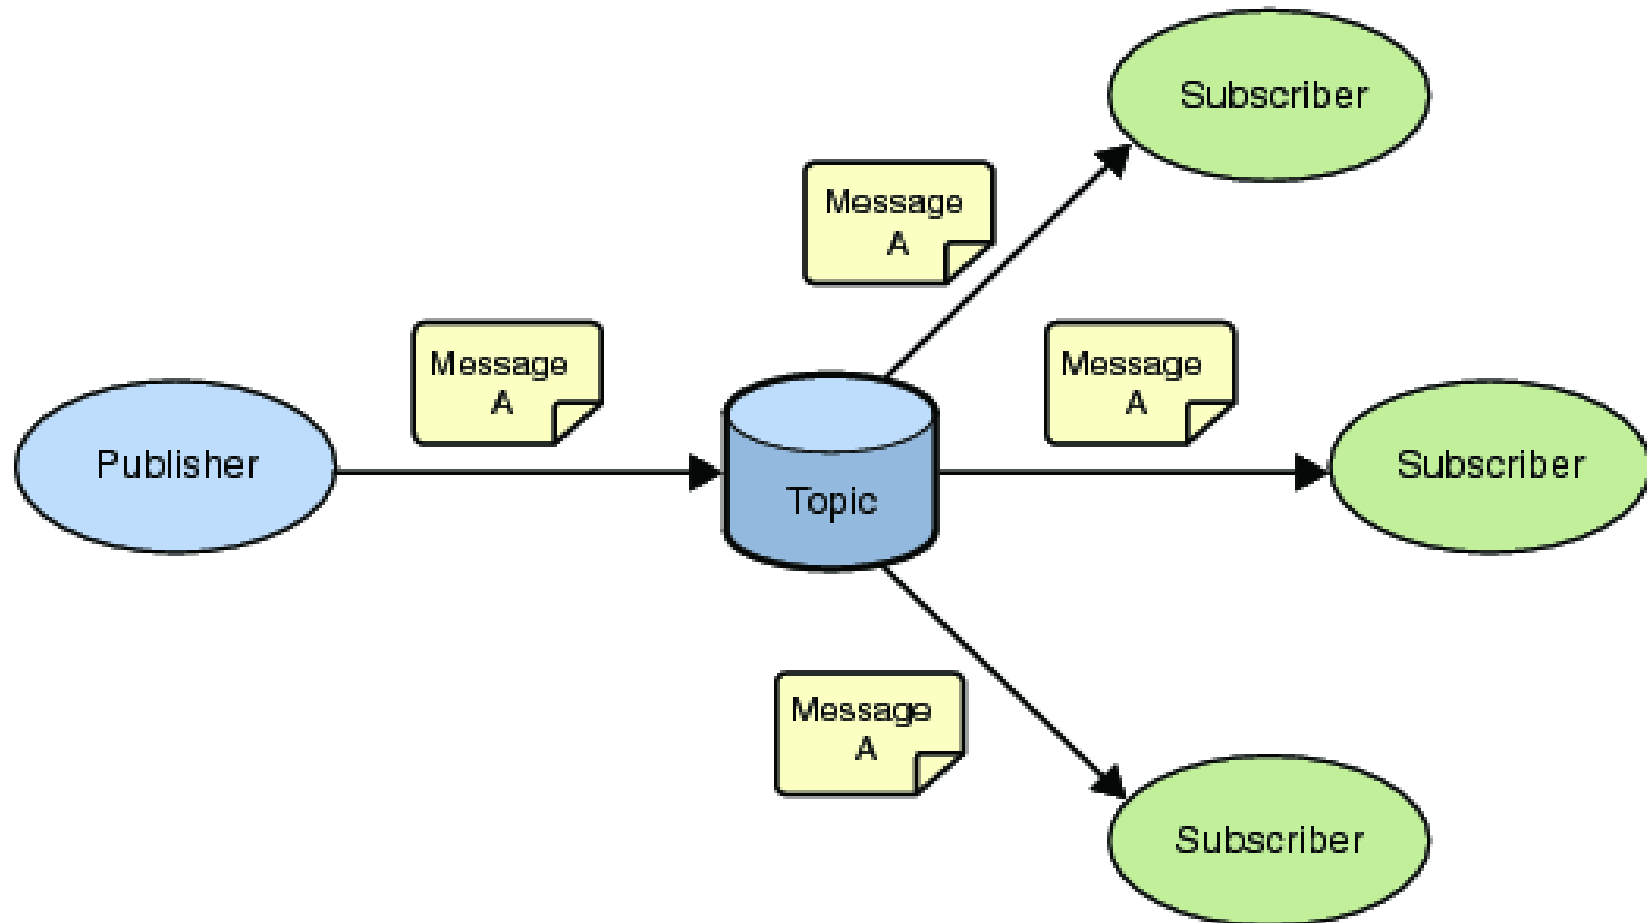 Subscriber
Message
A
Message
A
Message
A
Publisher
Topic
Subscriber
Message
A
Subscriber